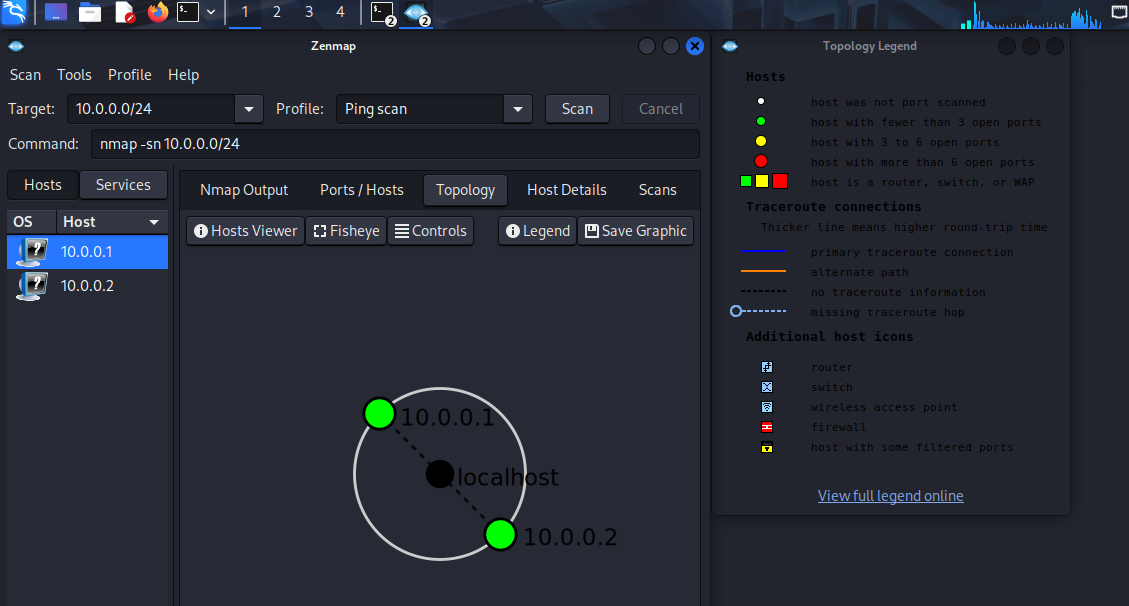 1 2 3 4 2 2
Zenmap
Scan Tools Profile Help
Target: 10.0.0.0/24 Profile: Ping scan Scan Cancel
Command: nmap -sn 10.0.0.0/24
Hosts Services
OS Host
10.0.0.1
10.0.0.2
Nmap Output Ports / Hosts Topology Host Details Scans
Hosts Viewer Fisheye Controls Legend Save Graphic
10.0.0.1
localhost
10.0.0.2
Topology Legend
Hosts
host was not port scanned
host with fewer than 3 open ports
host with 3 to 6 open ports
host with more than 6 open ports
host is a router, switch, or WAP
Traceroute connections
Thicker line means higher round-trip time
primary traceroute connection
alternate path
no traceroute information
missing traceroute hop
Additional host icons
router
switch
wireless access point
firewall
host with some filtered ports
View full legend online